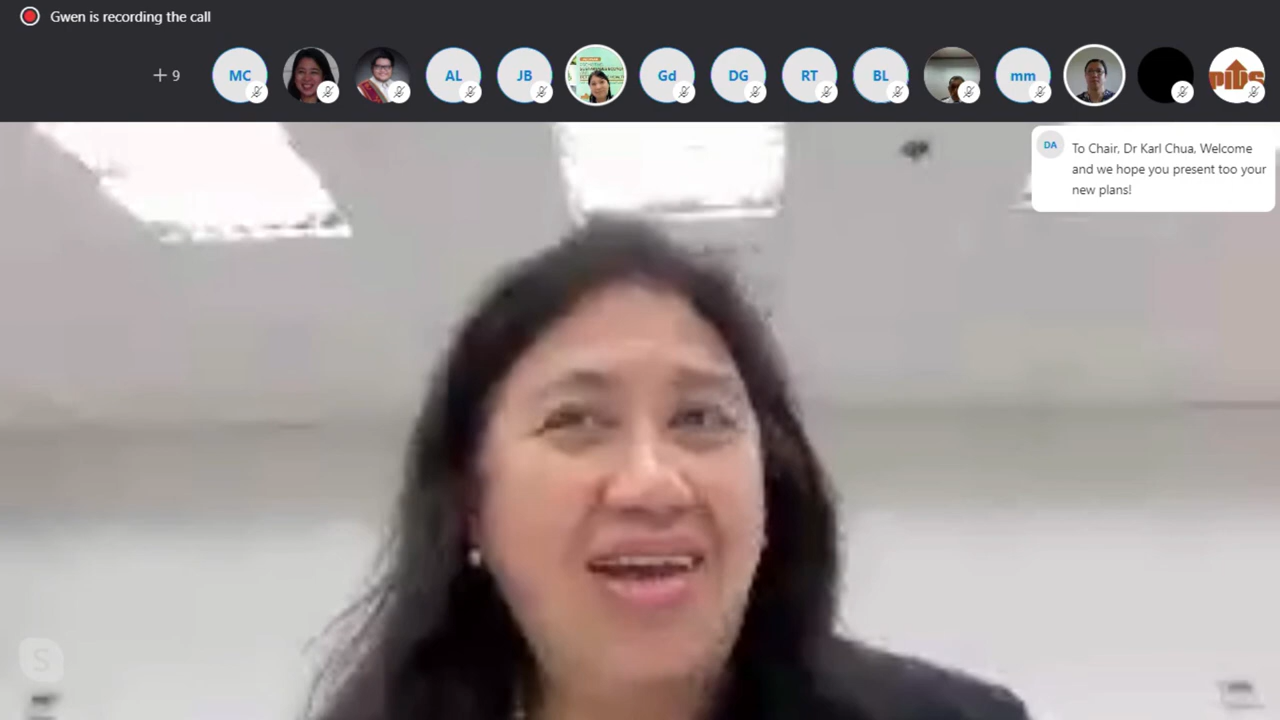 Gwen is recording the call
+ 9
MC
AL
JB
Gd
DG
RT
BL
mm
PIDS
DA
To Chair, Dr Karl Chua, Welcome
and we hope you present too your
new plans!
S